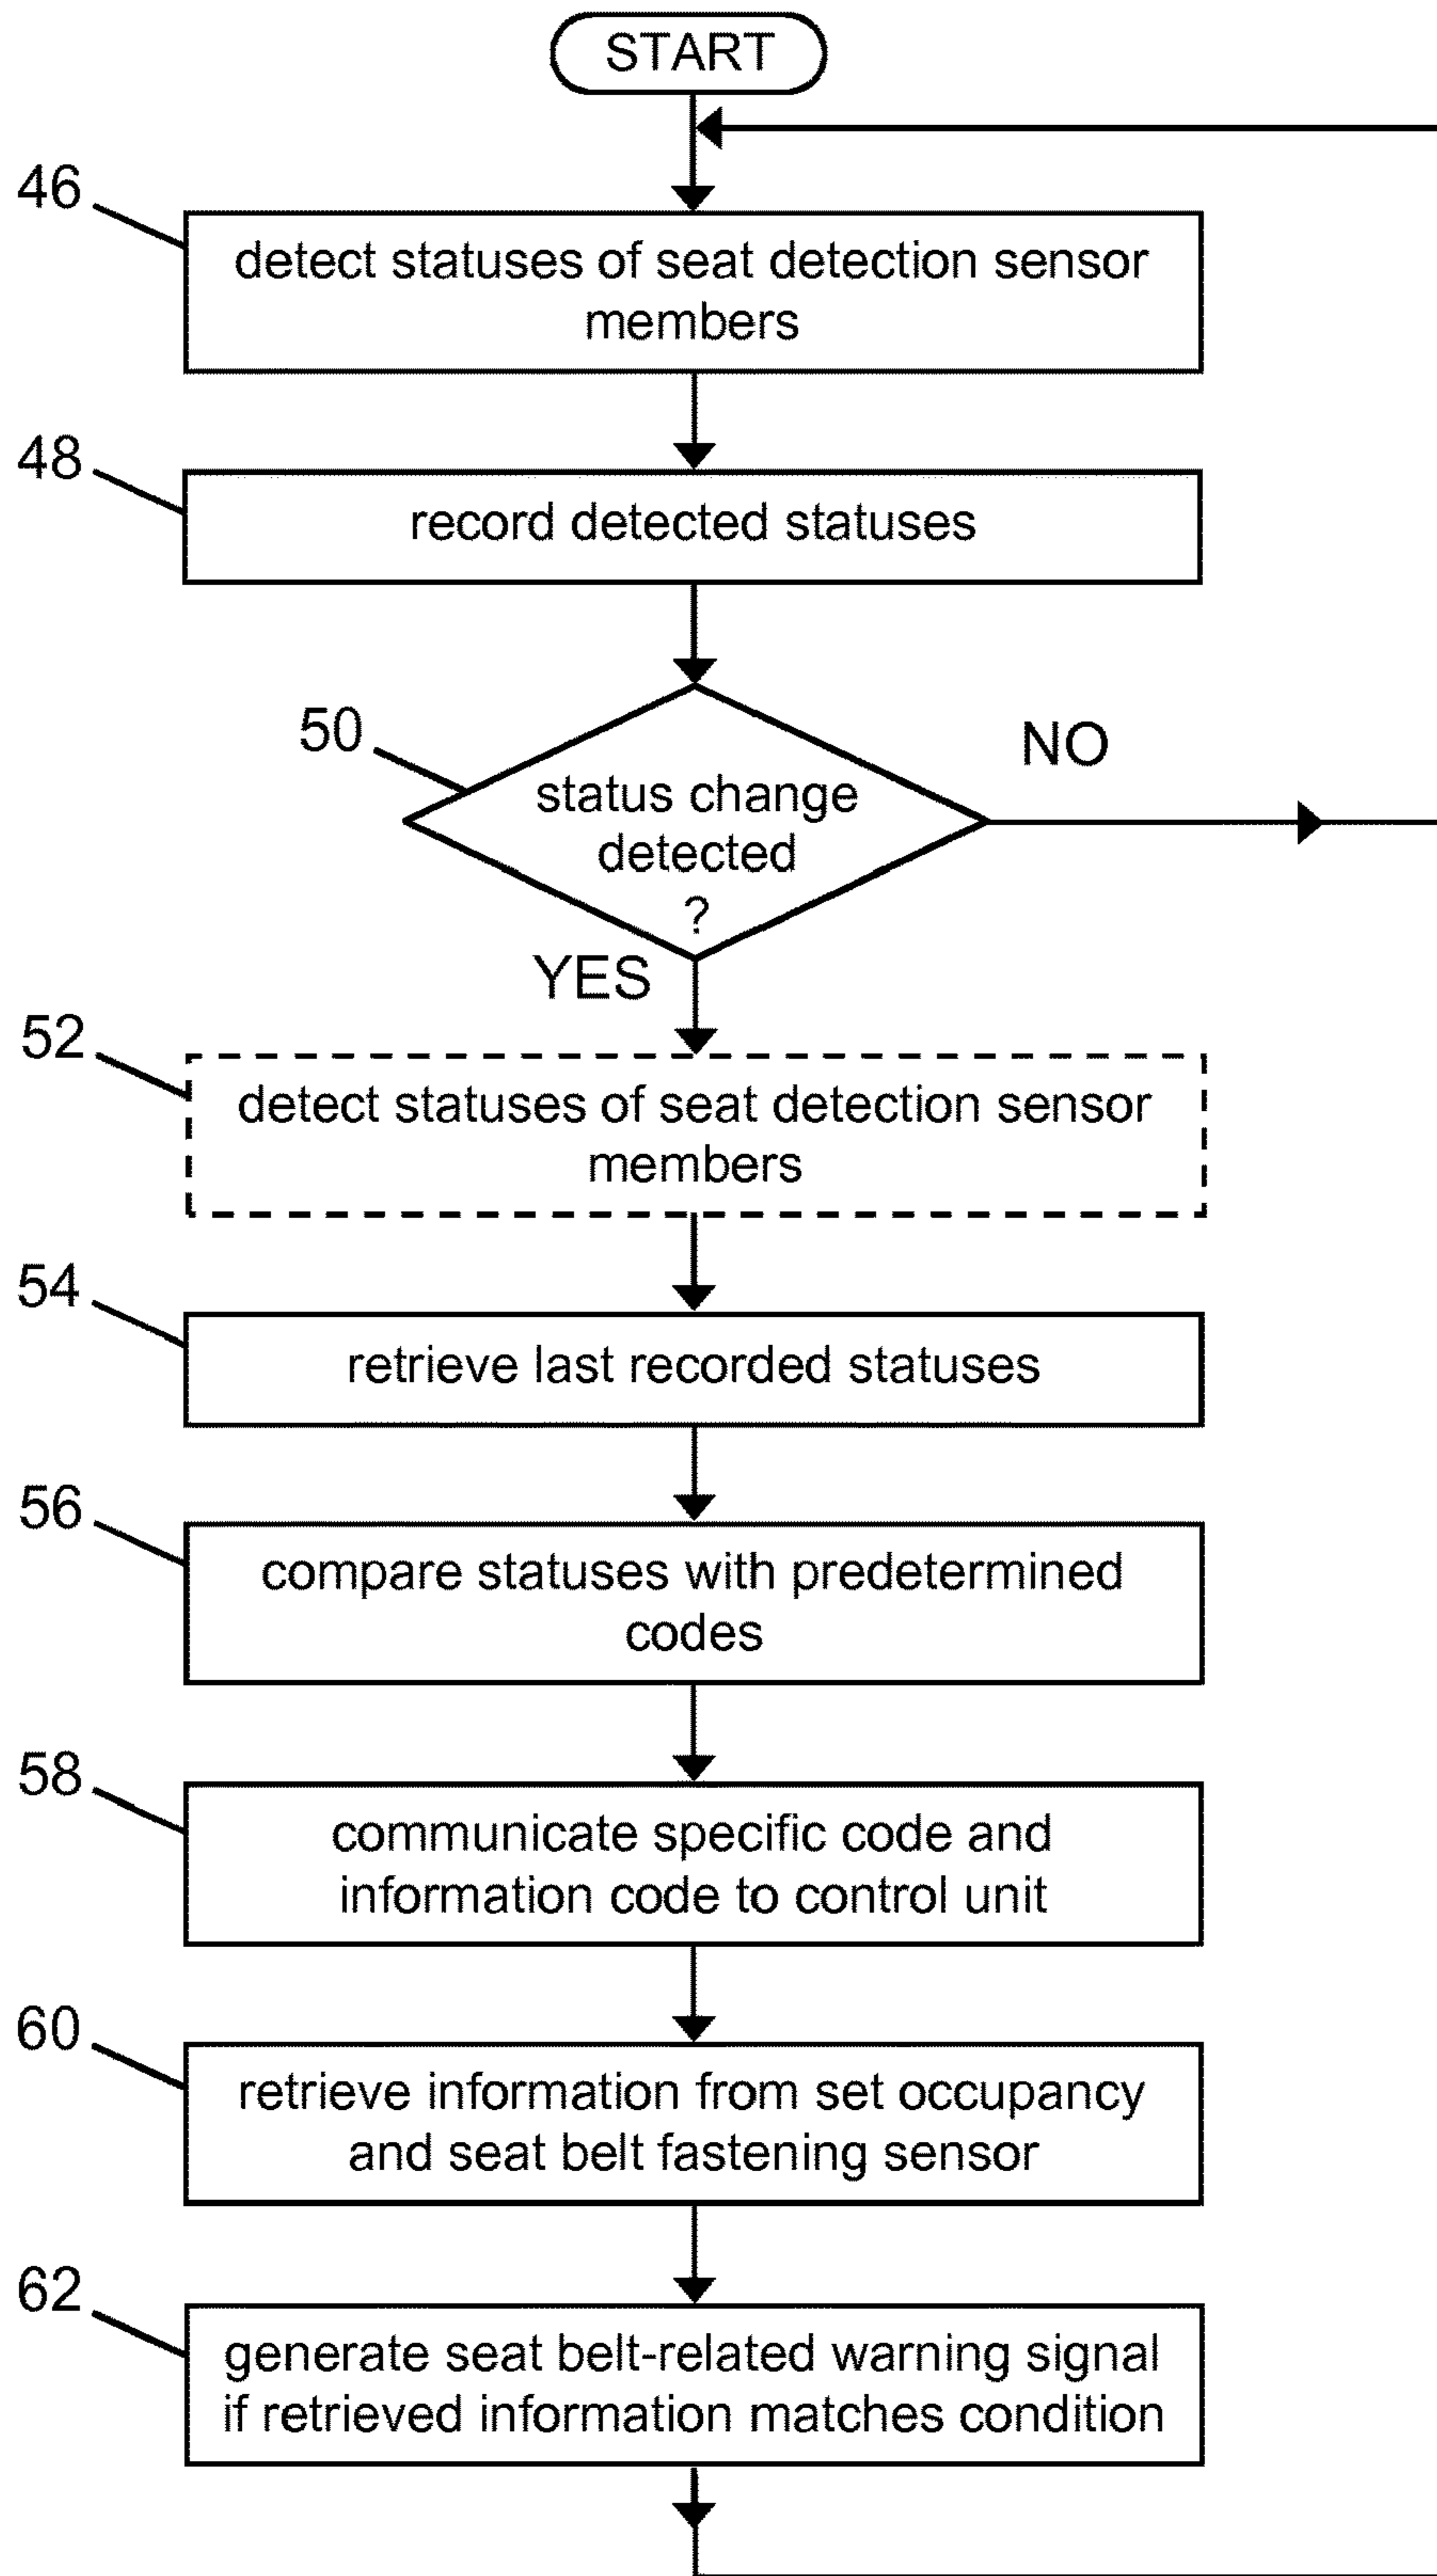 START
46
detect statuses of seat detection sensor
members
48
record detected statuses
50
status change
detected
?
NO
YES
52
detect statuses of seat detection sensor
members
54
retrieve last recorded statuses
56
compare statuses with predetermined
codes
58
communicate specific code and
information code to control unit
60
retrieve information from set occupancy
and seat belt fastening sensor
62
generate seat belt-related warning signal
if retrieved information matches condition